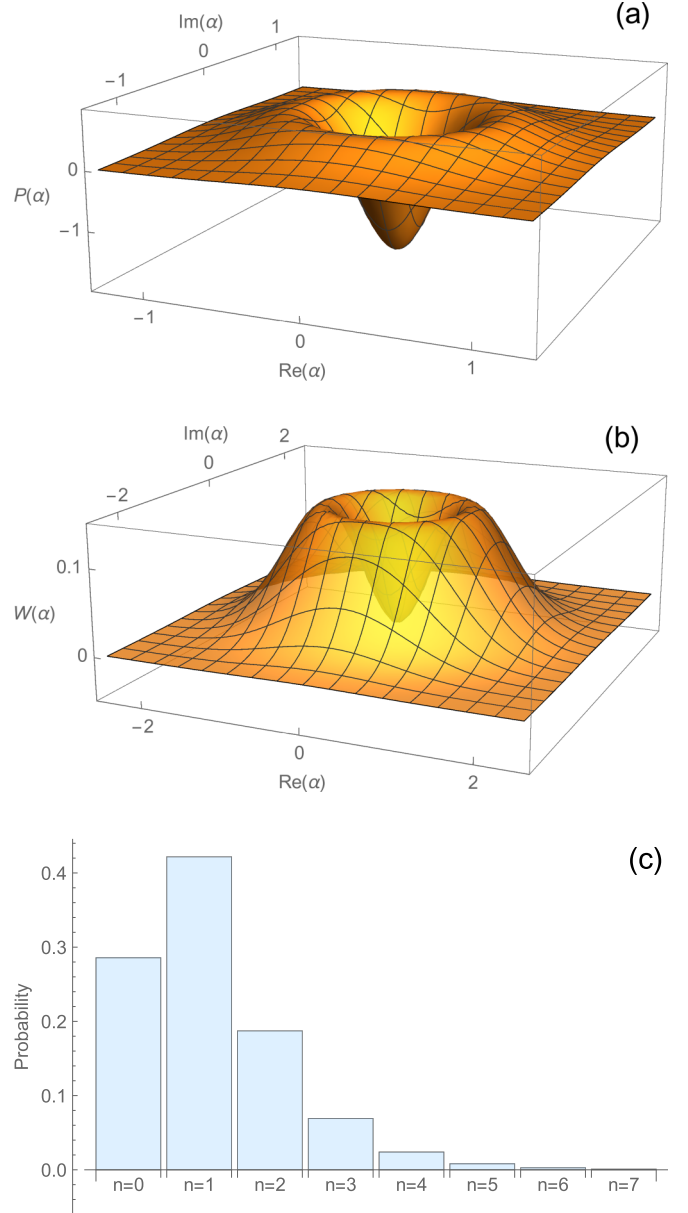 (a)
Im(α)
−1 0 1
P(α)
0
−1
−1 0 1
Re(α)
(b)
Im(α)
−2 0 2
W(α)
0.1
0
−2 0 2
Re(α)
(c)
Probability
0.4
0.3
0.2
0.1
0.0
n=0 n=1 n=2 n=3 n=4 n=5 n=6 n=7